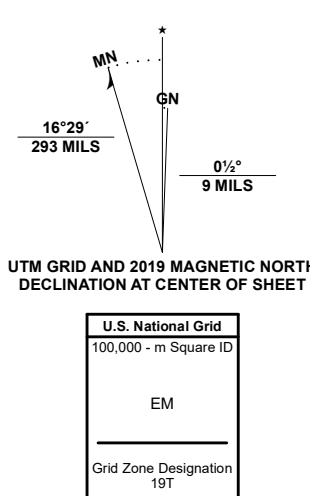 ★
MN
GN
16°29´
293 MILS
0½°
9 MILS
UTM GRID AND 2019 MAGNETIC NORTH
DECLINATION AT CENTER OF SHEET
U.S. National Grid
100,000 - m Square ID
EM
Grid Zone Designation
19T